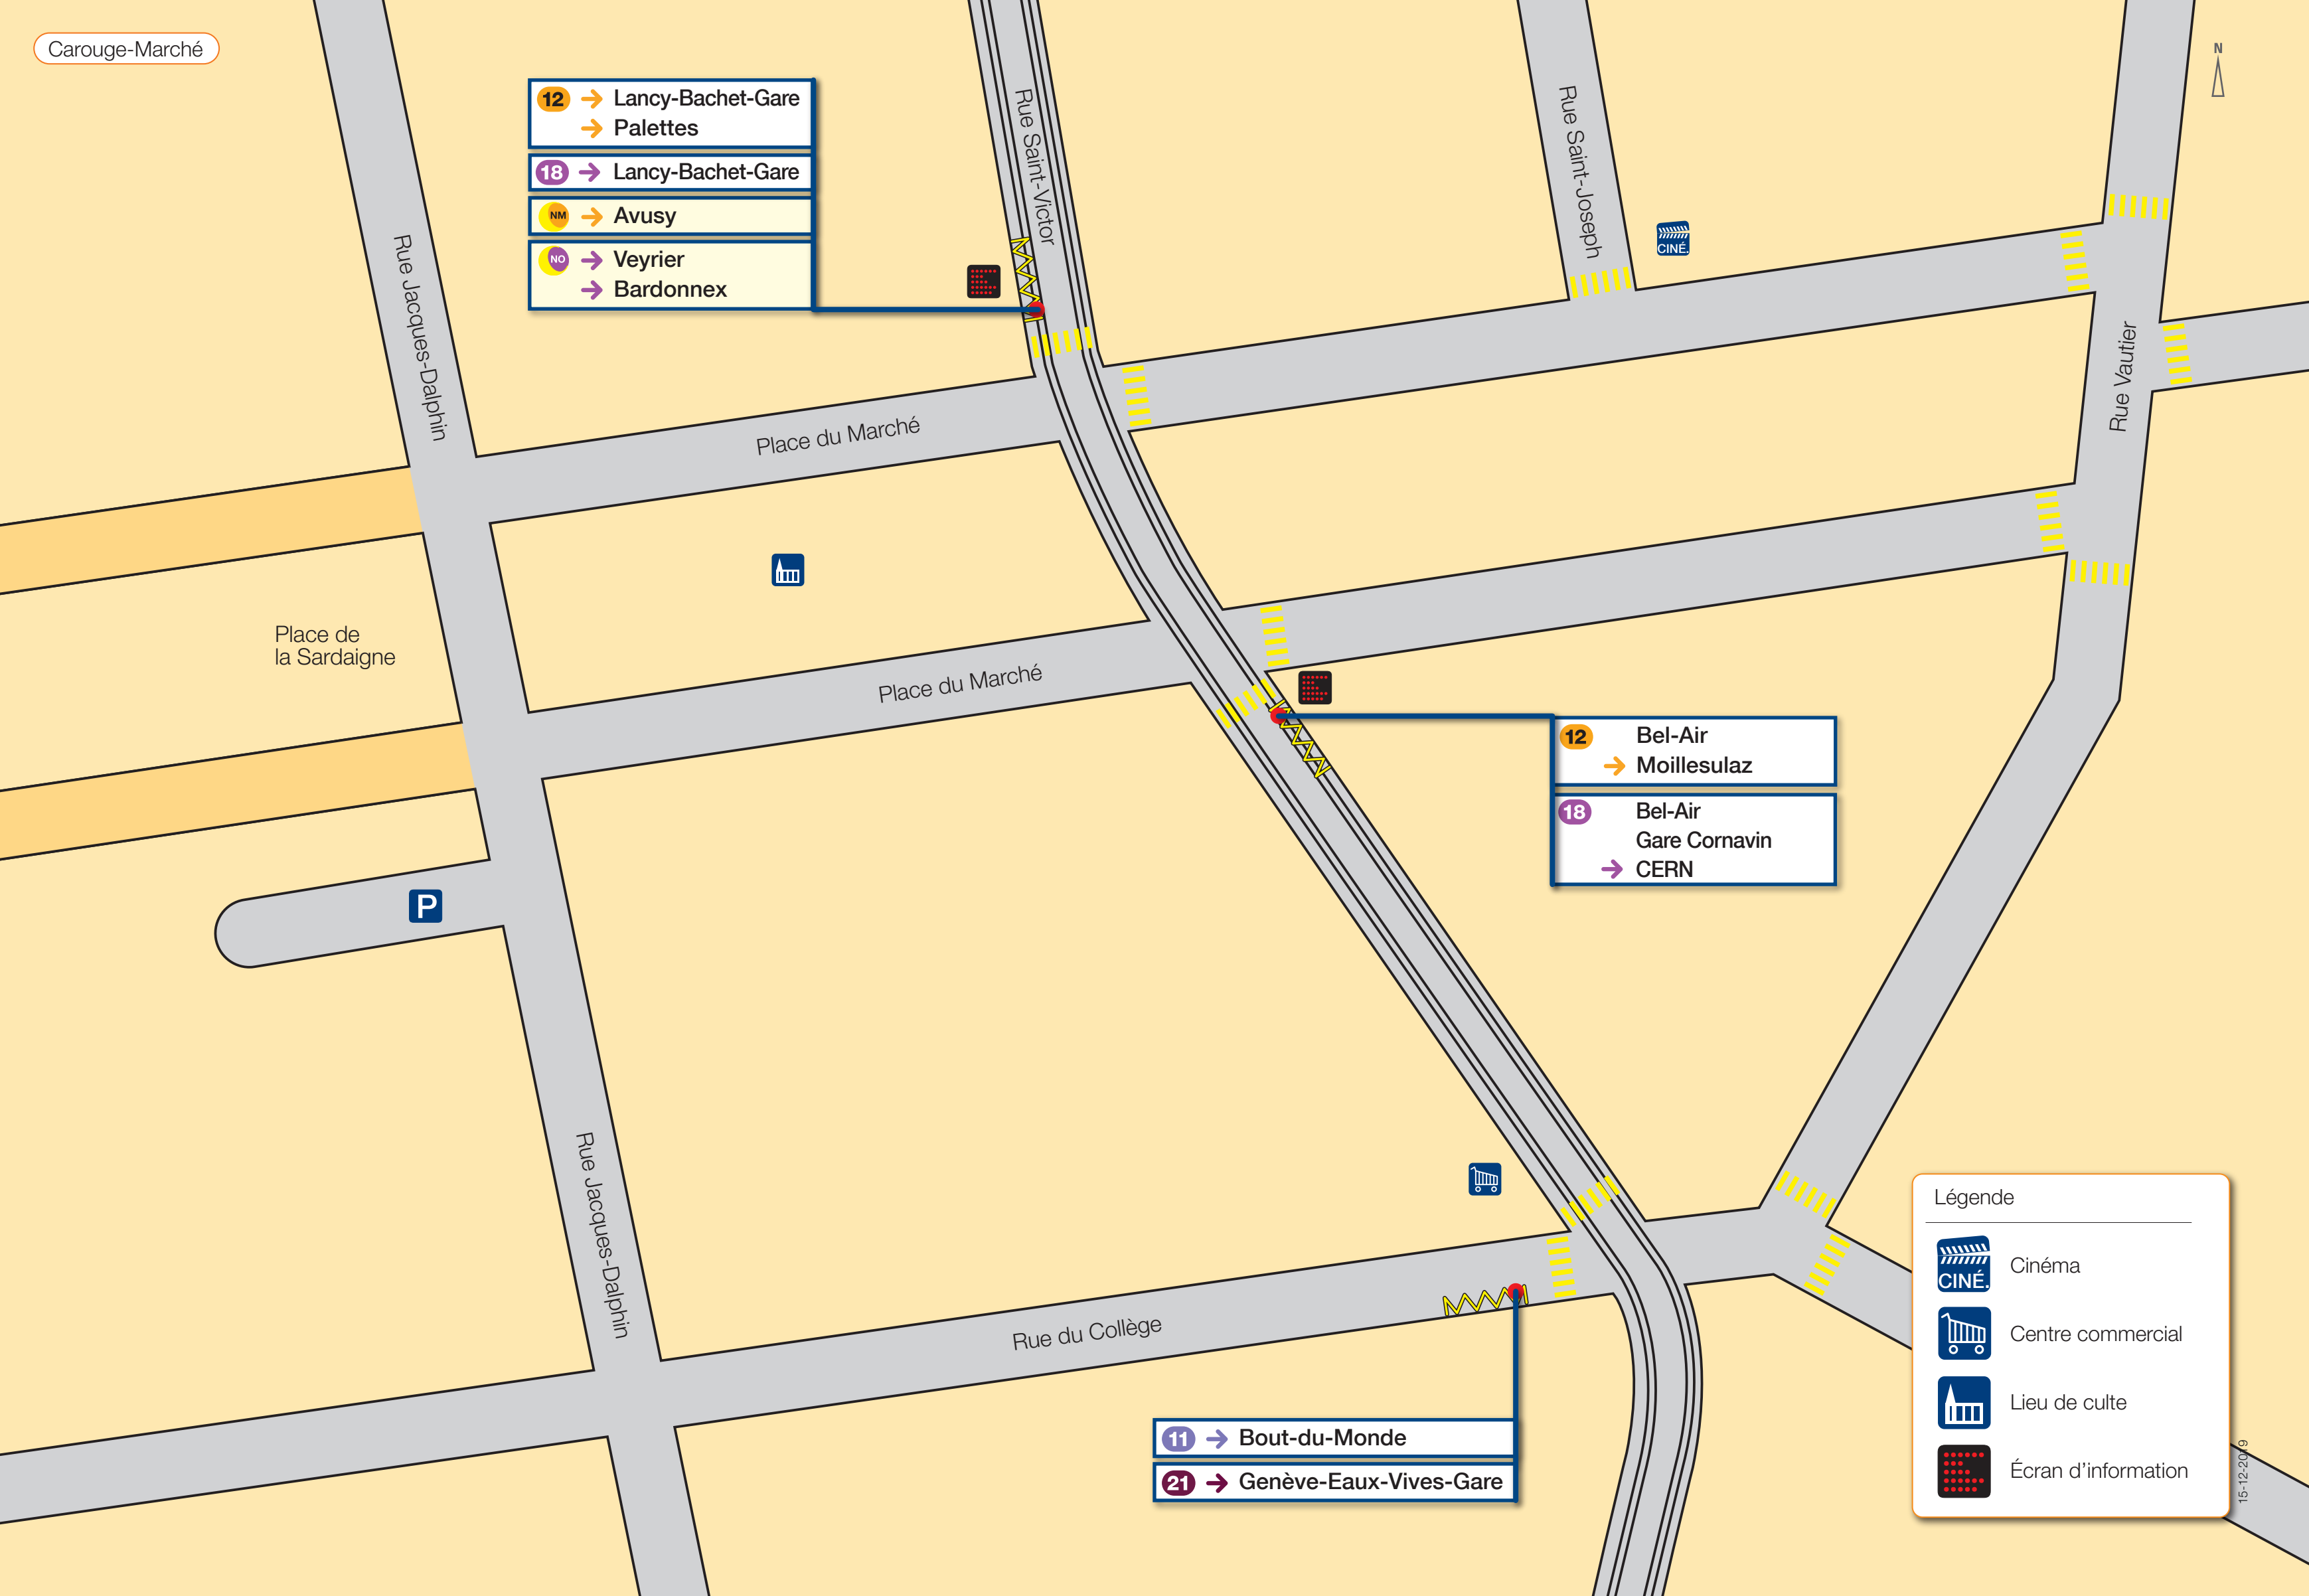 Carouge-Marché
N
12 → Lancy-Bachet-Gare
→ Palettes
18 → Lancy-Bachet-Gare
NM → Avusy
NO → Veyrier
→ Bardonnex
Rue Saint-Victor
Rue Saint-Joseph
CINÉ.
Rue Jacques-Dalphin
Rue Vautier
Place du Marché
Place de
la Sardaigne
Place du Marché
12 Bel-Air
→ Moillesulaz
18 Bel-Air
Gare Cornavin
→ CERN
P
Rue Jacques-Dalphin
Rue du Collège
11 → Bout-du-Monde
21 → Genève-Eaux-Vives-Gare
Légende
CINÉ. Cinéma
Centre commercial
Lieu de culte
Écran d’information
15-12-2019